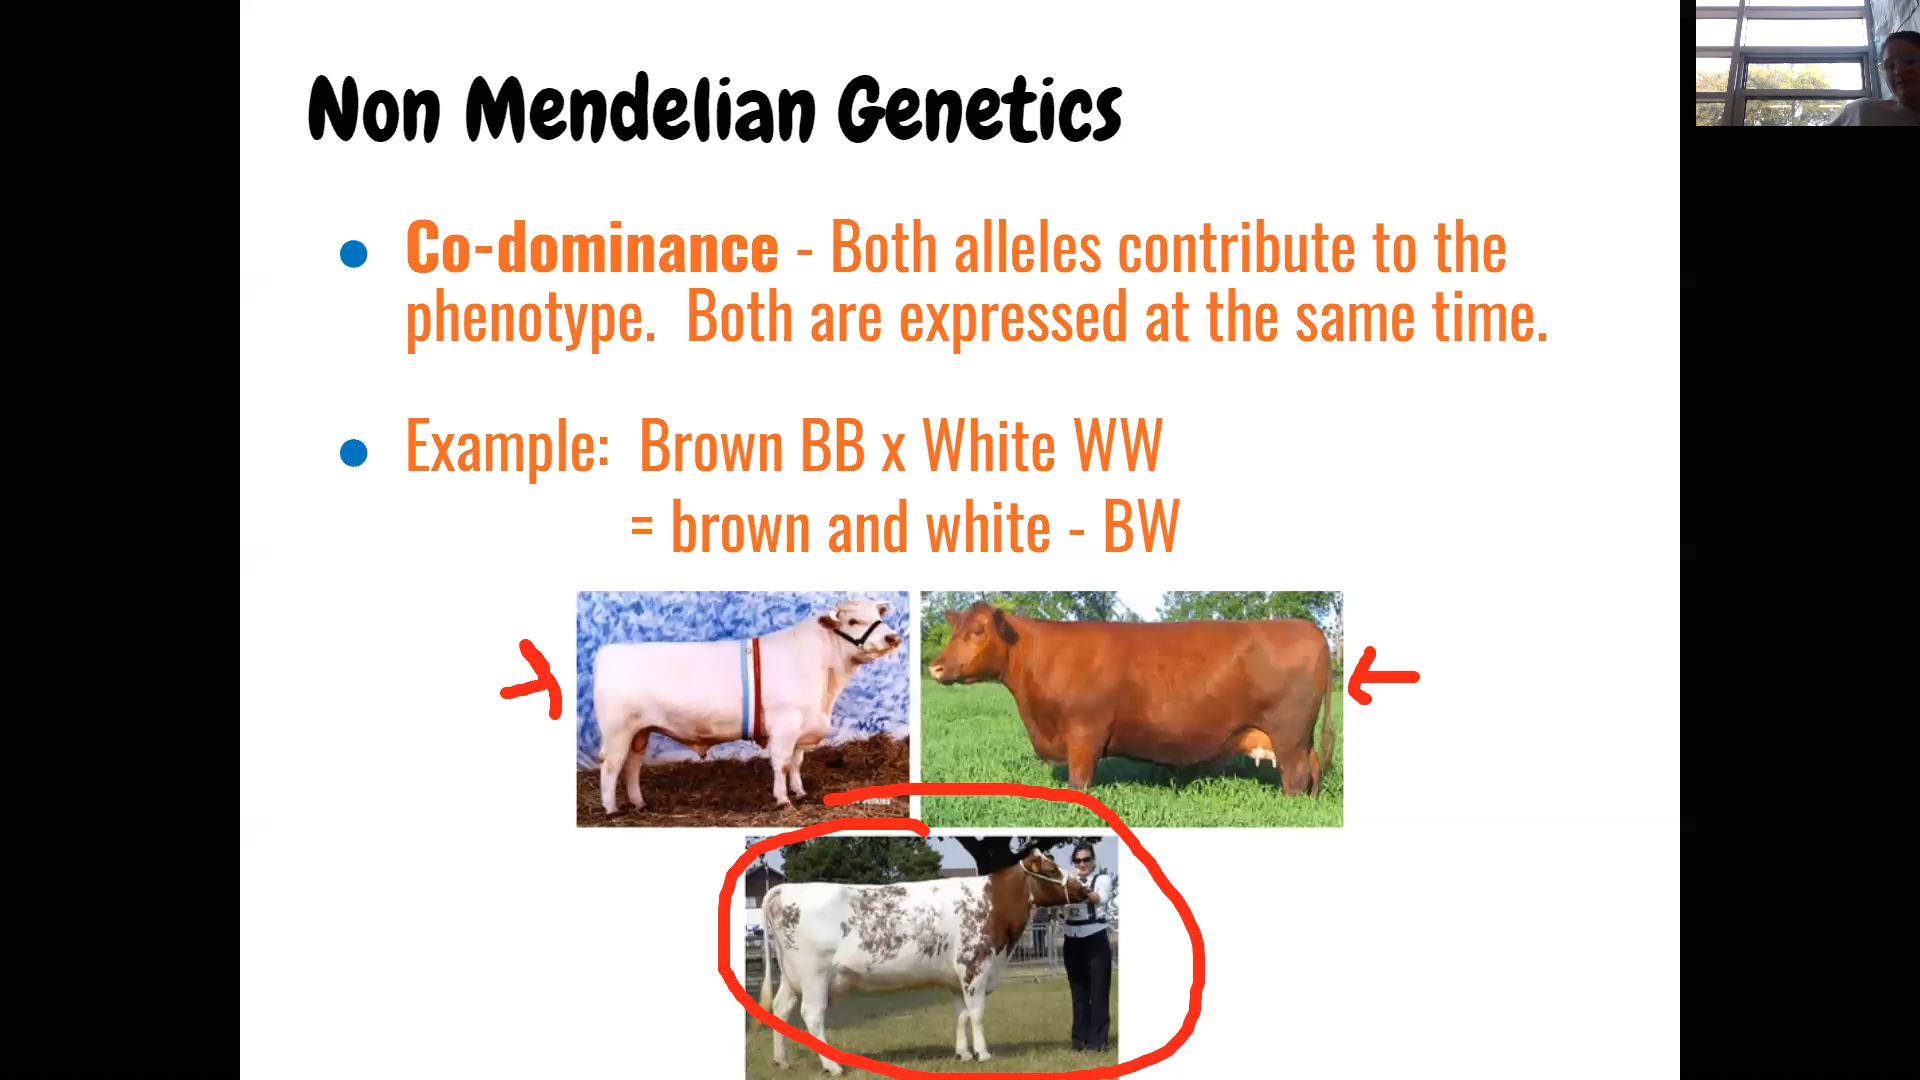 Non Mendelian Genetics
Co-dominance - Both alleles contribute to the
phenotype. Both are expressed at the same time.
Example: Brown BB x White WW
= brown and white - BW